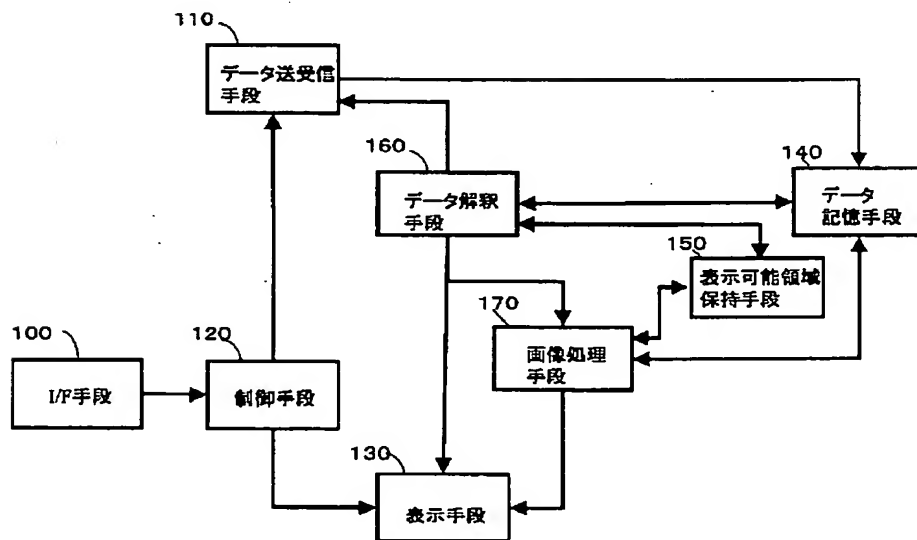 110
データ送受信
手段
160
データ解釈
手段
140
データ
記憶手段
150
表示可能領域
保持手段
170
画像処理
手段
100
I/F手段
120
制御手段
130
表示手段